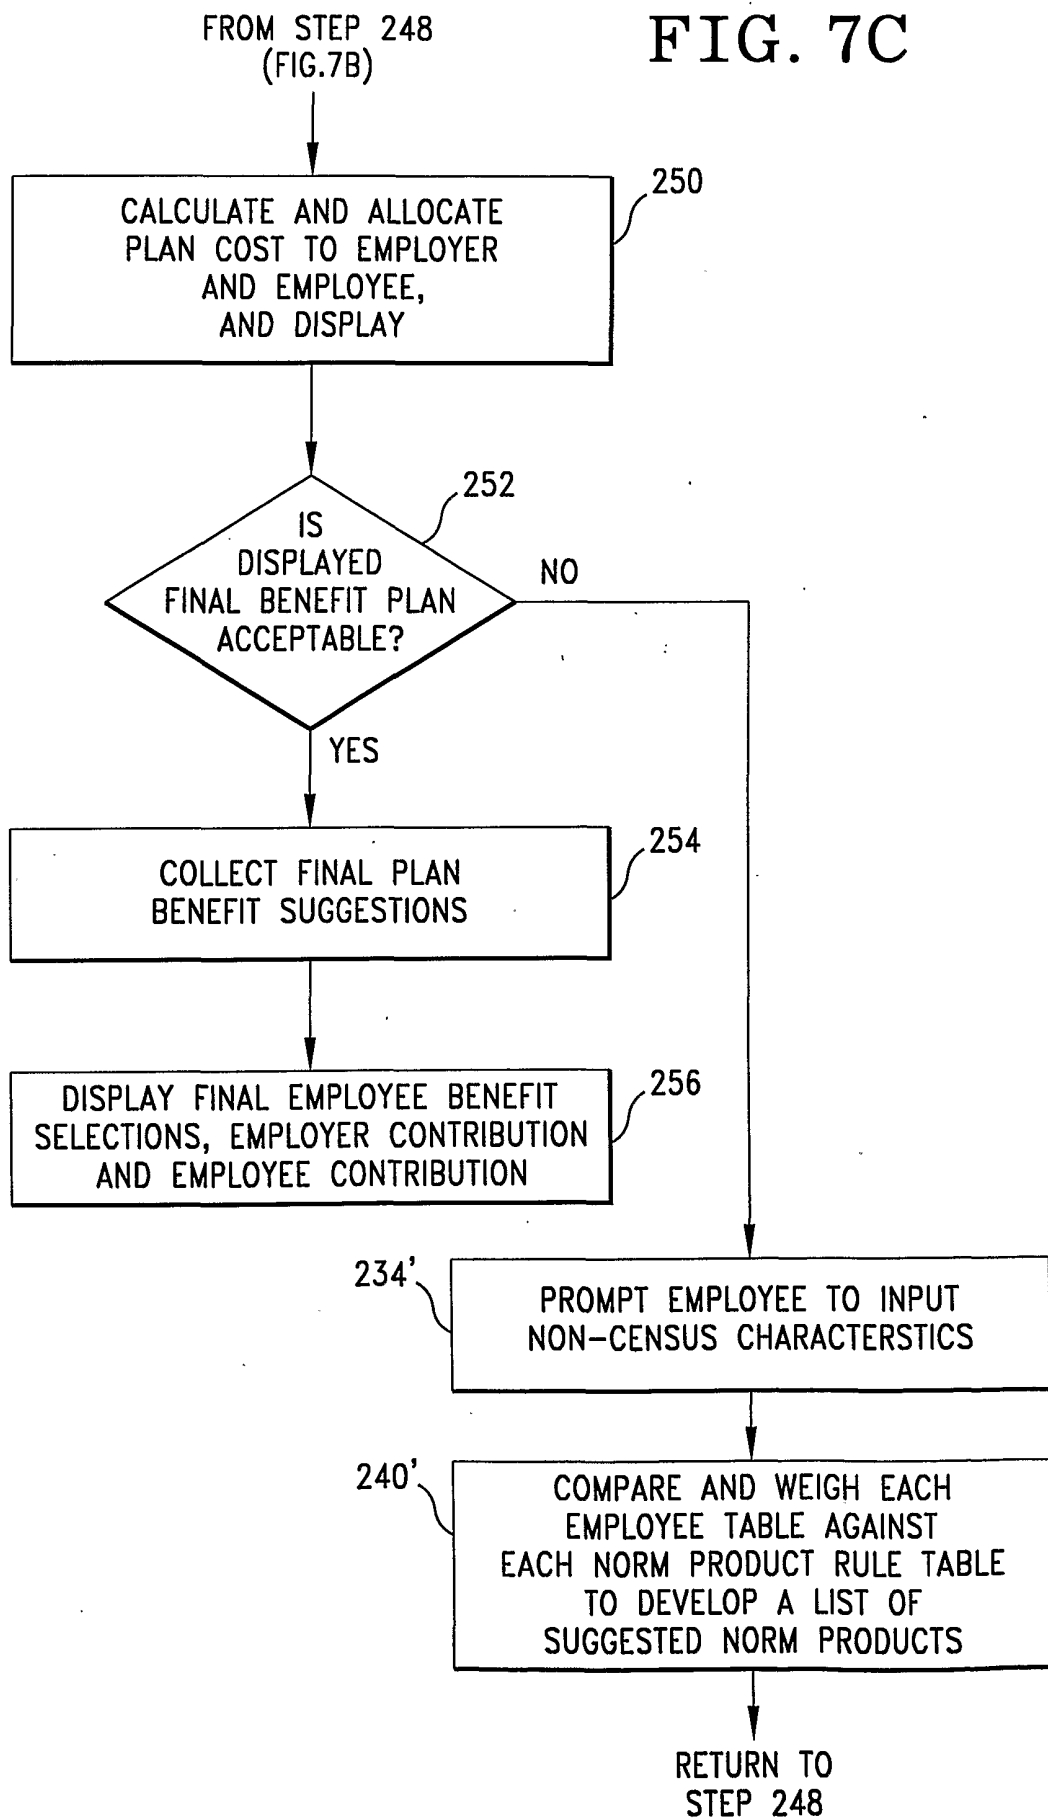 FROM STEP 248
(FIG.7B)
FIG. 7C
250
CALCULATE AND ALLOCATE
PLAN COST TO EMPLOYER
AND EMPLOYEE,
AND DISPLAY
252
IS
DISPLAYED
FINAL BENEFIT PLAN
ACCEPTABLE?
NO
YES
254
COLLECT FINAL PLAN
BENEFIT SUGGESTIONS
256
DISPLAY FINAL EMPLOYEE BENEFIT
SELECTIONS, EMPLOYER CONTRIBUTION
AND EMPLOYEE CONTRIBUTION
234'
PROMPT EMPLOYEE TO INPUT
NON-CENSUS CHARACTERSTICS
240'
COMPARE AND WEIGH EACH
EMPLOYEE TABLE AGAINST
EACH NORM PRODUCT RULE TABLE
TO DEVELOP A LIST OF
SUGGESTED NORM PRODUCTS
RETURN TO
STEP 248